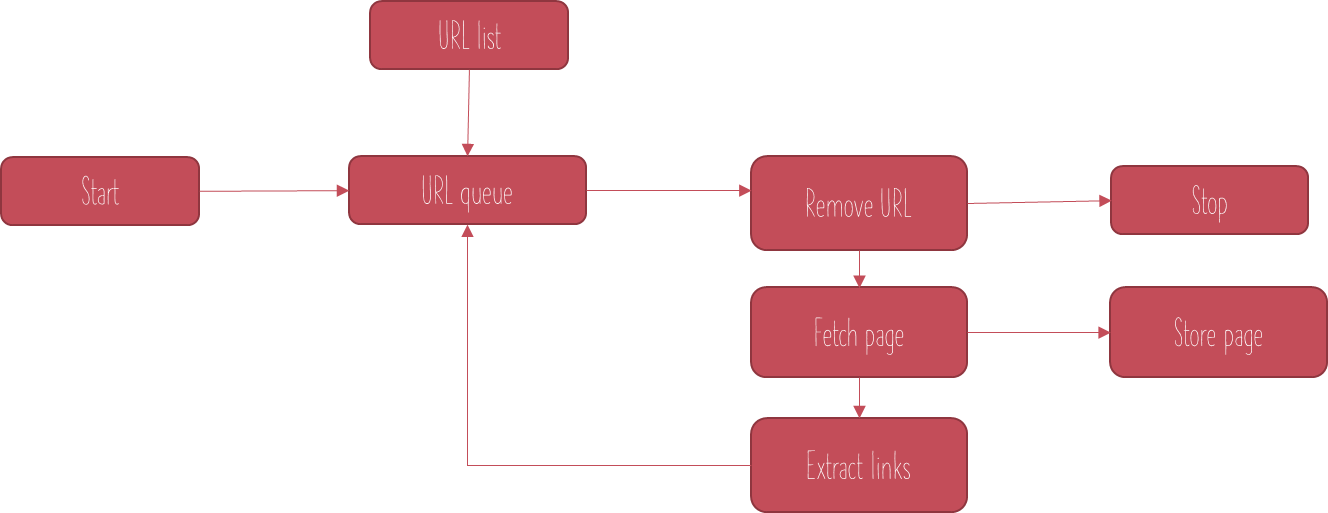 URL list
Start
URL queue
Remove URL
Stop
Fetch page
Store page
Extract links